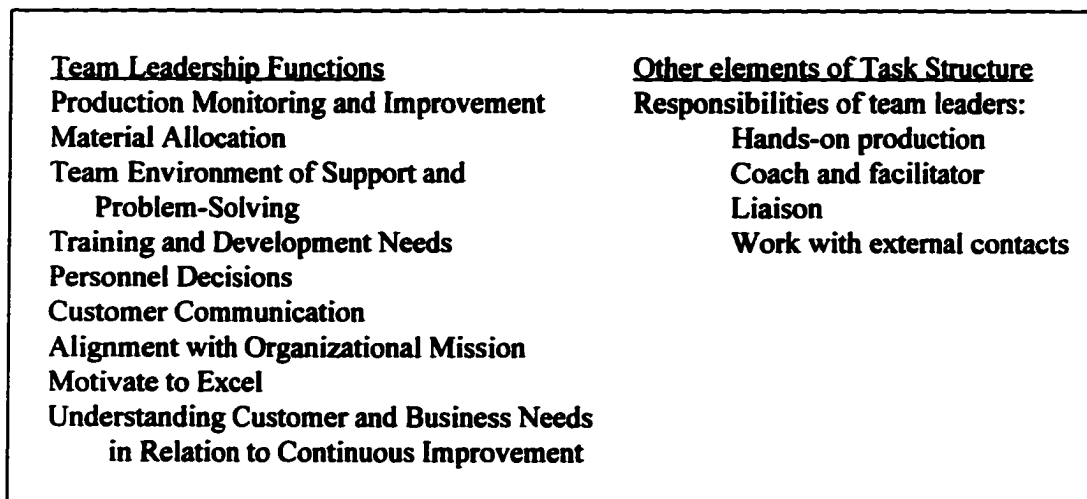 Team Leadership Functions
Production Monitoring and Improvement
Material Allocation
Team Environment of Support and
Problem-Solving
Training and Development Needs
Personnel Decisions
Customer Communication
Alignment with Organizational Mission
Motivate to Excel
Understanding Customer and Business Needs
in Relation to Continuous Improvement
Other elements of Task Structure
Responsibilities of team leaders:
Hands-on production
Coach and facilitator
Liaison
Work with external contacts